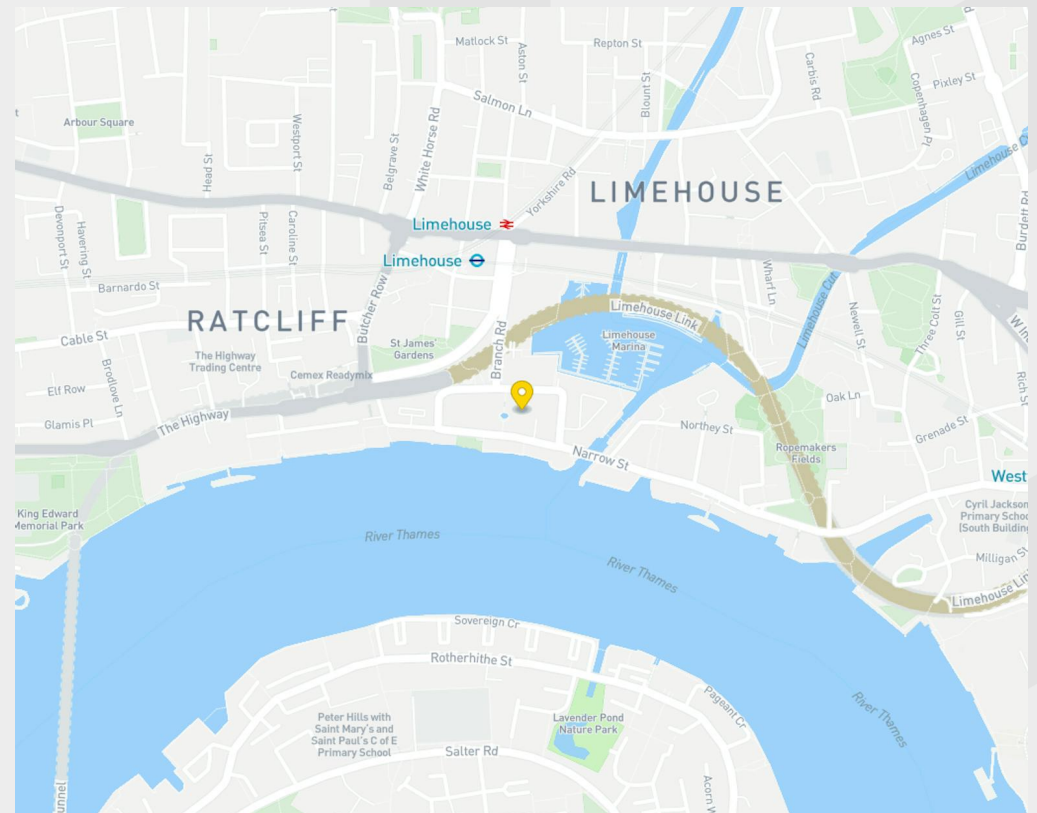 Matlock St
Aston St
Repton St
Agnes St
Carbis Rd
Copenhagen Pl
Pixley St
Blount St
Salmon Ln
Arbour Square
Westport St
White Horse Rd
Belgrave St
Head St
Limehouse
Yorkshire Rd
LIMEHOUSE
Burdett Rd
Devonport St
Havering St
Pitsea St
Caroline St
Limehouse
Limehouse
Wharf Ln
Limehouse Cut
Barnardo St
Butcher Row
Limehouse Link
Newell St
Three Colt St
Gill St
RATCLIFF
Cable St
Branch Rd
Limehouse
Marina
St James'
Gardens
The Highway
Trading Centre
Cemex Readymix
Elf Row
Brodlove Ln
Rich St
Oak Ln
The Highway
Glamis Pl
Northey St
Grenade St
Narrow St
Ropemakers
Fields
West
King Edward
Memorial Park
Cyril Jackson
Primary Schoo
(South Building
River Thames
Milligan St
River Thames
Limehouse Lin
Sovereign Cr
Rotherhithe St
Pageant Cr
River Thames
Peter Hills with
Saint Mary's and
Saint Paul's C of E
Primary School
Lavender Pond
Nature Park
Salter Rd
Acorn W
unnel